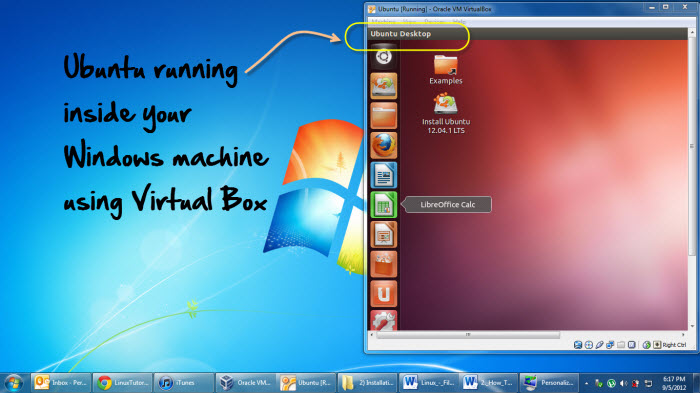 Ubuntu [Running] - Oracle VM VirtualBox
Ubuntu Desktop
Ubuntu running
inside your
Windows machine
using Virtual Box
Examples
Install Ubuntu
12.04.1 LTS
LibreOffice Calc
Right Ctrl
Inbox - Per...
LinuxTutor...
iTunes
Oracle VM...
Ubuntu [R...
2) Installati...
Linux_-_Fil...
2._How_T...
Personaliz...
6:17 PM
9/5/2012